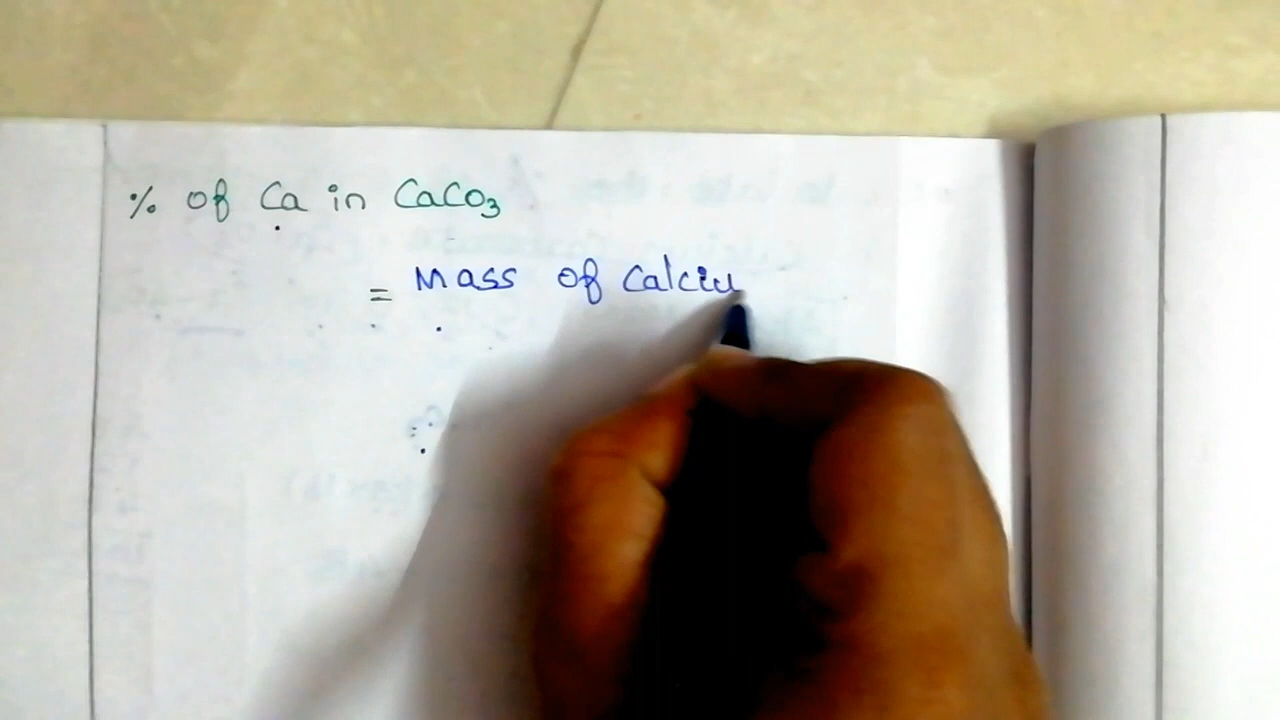 % of Ca in CaCO3
= Mass of Calciu